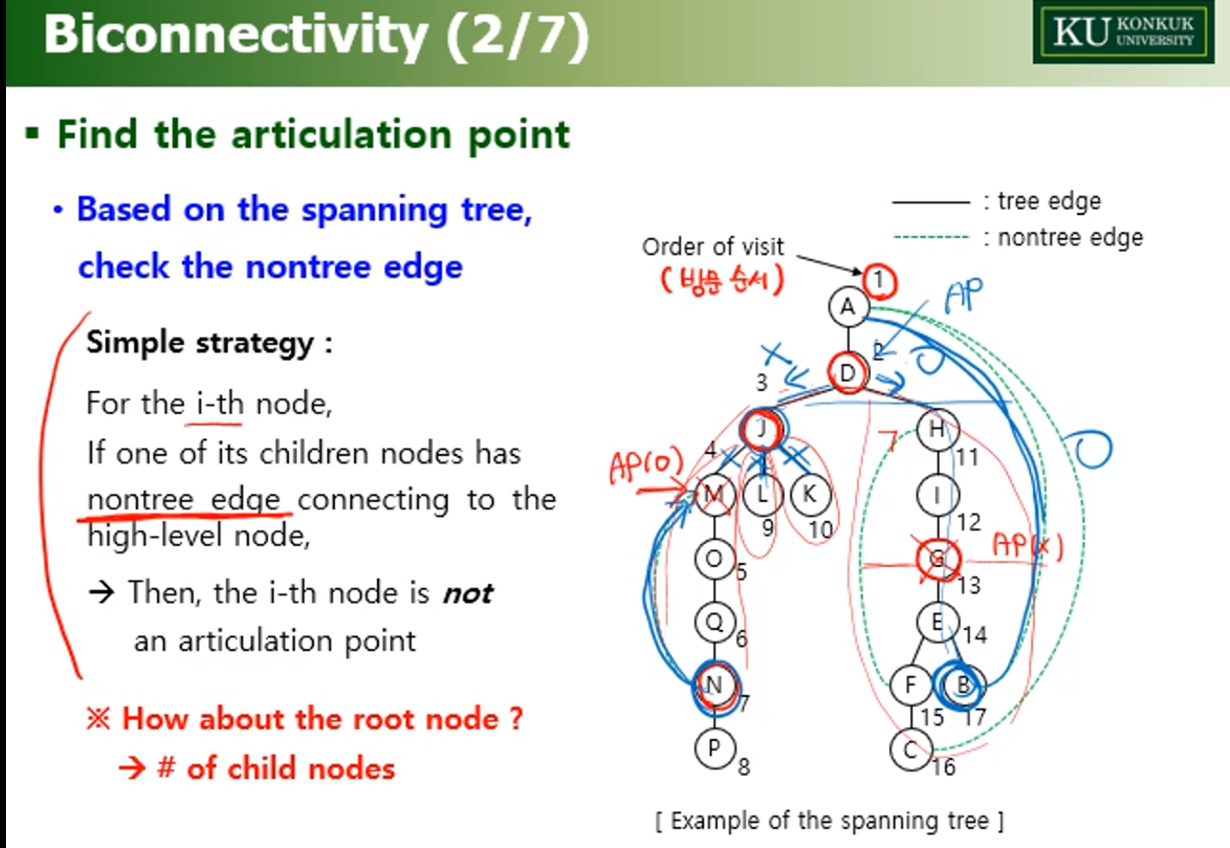 Biconnectivity (2/7)
KU KONKUK UNIVERSITY
▪ Find the articulation point
• Based on the spanning tree,
check the nontree edge
Simple strategy :
For the i-th node,
If one of its children nodes has
nontree edge connecting to the
high-level node,
→ Then, the i-th node is not
an articulation point
※ How about the root node ?
→ # of child nodes
: tree edge
: nontree edge
Order of visit
(방문 순서)
1
A
AP
2
D
X
O
3
J
H
11
7
O
AP(O)
4
X
X
M
L
K
I
9
10
12
O
5
G
13
AP(X)
Q
6
E
14
N
7
F
B
15
17
P
8
C
16
[ Example of the spanning tree ]